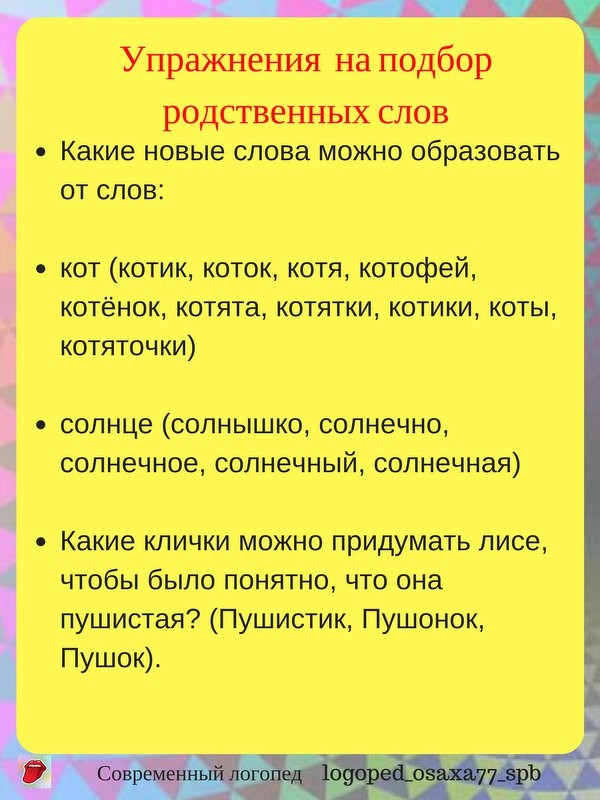 Упражнения на подбор
родственных слов
• Какие новые слова можно образовать
от слов:
• кот (котик, коток, котя, котофей,
котёнок, котята, котятки, котики, коты,
котяточки)
• солнце (солнышко, солнечно,
солнечное, солнечный, солнечная)
• Какие клички можно придумать лисе,
чтобы было понятно, что она
пушистая? (Пушистик, Пушонок,
Пушок).
Современный логопед logoped_osaxa77_spb